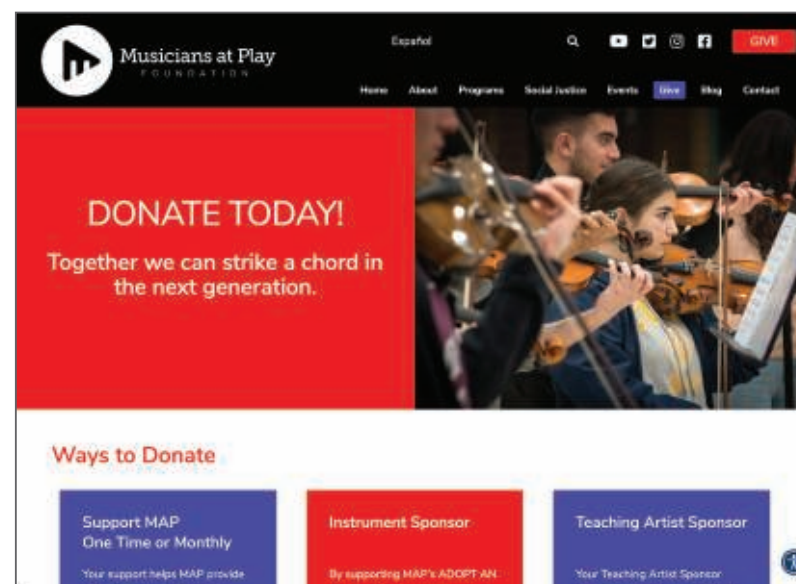 Musicians at Play
FOUNDATION
Español
GIVE
Home About Programs Social Justice Events Give Blog Contact
DONATE TODAY!
Together we can strike a chord in
the next generation.
Ways to Donate
Support MAP
One Time or Monthly
Your support helps MAP provide
Instrument Sponsor
By supporting MAP's ADOPT AN
Teaching Artist Sponsor
Your Teaching Artist Sponsor